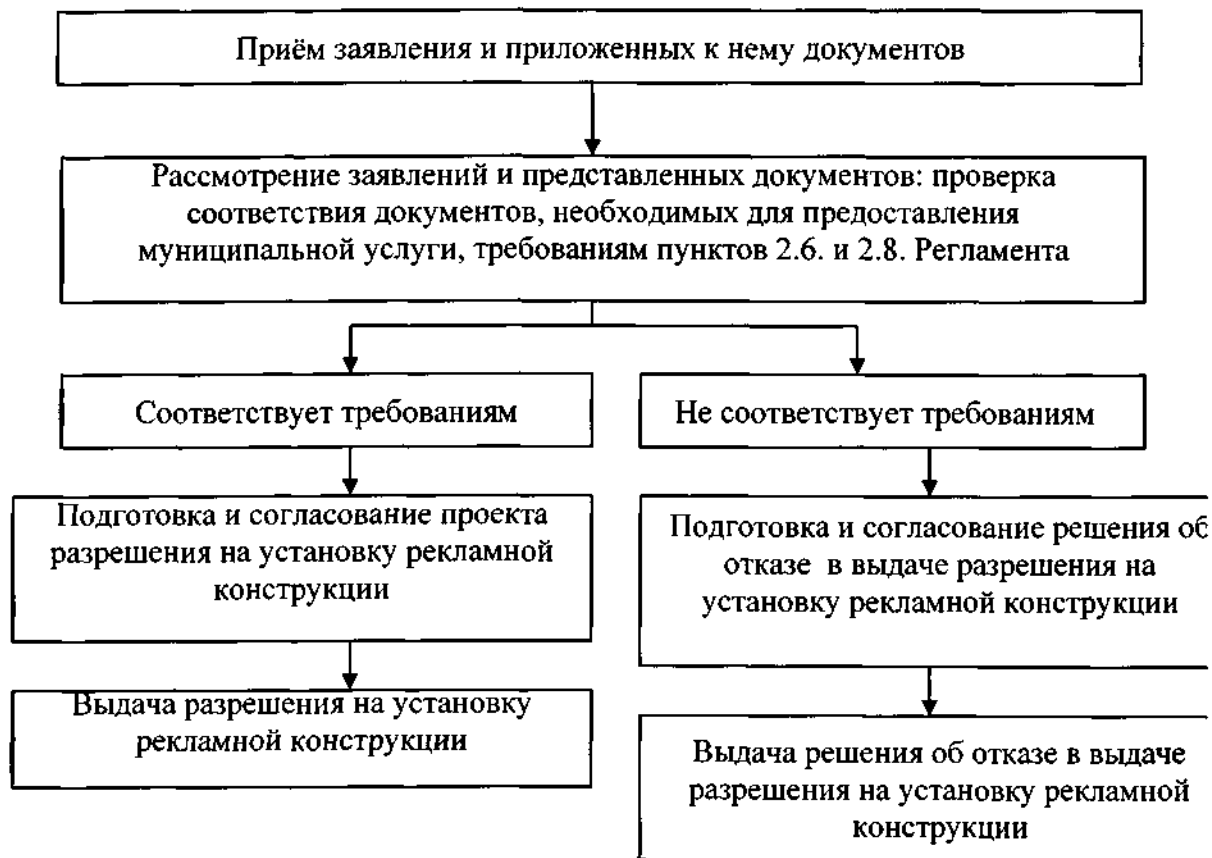 Приём заявления и приложенных к нему документов
Рассмотрение заявлений и представленных документов: проверка
соответствия документов, необходимых для предоставления
муниципальной услуги, требованиям пунктов 2.6. и 2.8. Регламента
Соответствует требованиям
Не соответствует требованиям
Подготовка и согласование проекта
разрешения на установку рекламной
конструкции
Подготовка и согласование решения об
отказе в выдаче разрешения на
установку рекламной конструкции
Выдача разрешения на установку
рекламной конструкции
Выдача решения об отказе в выдаче
разрешения на установку рекламной
конструкции